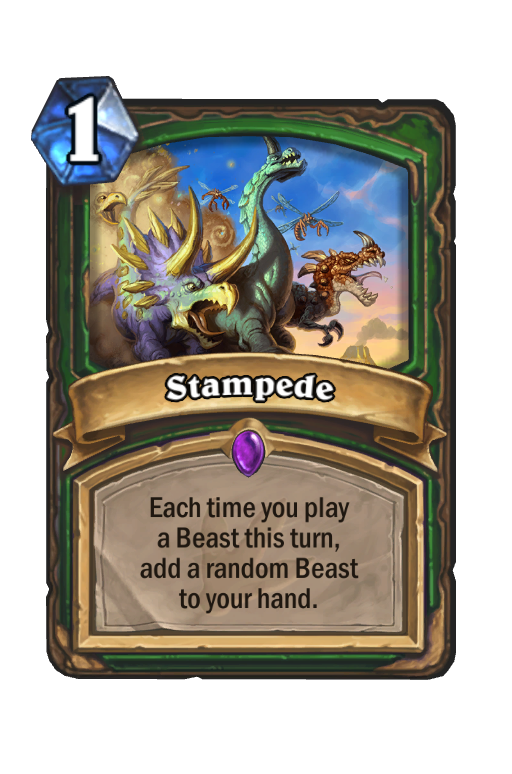 1
Stampede
Each time you play
a Beast this turn,
add a random Beast
to your hand.